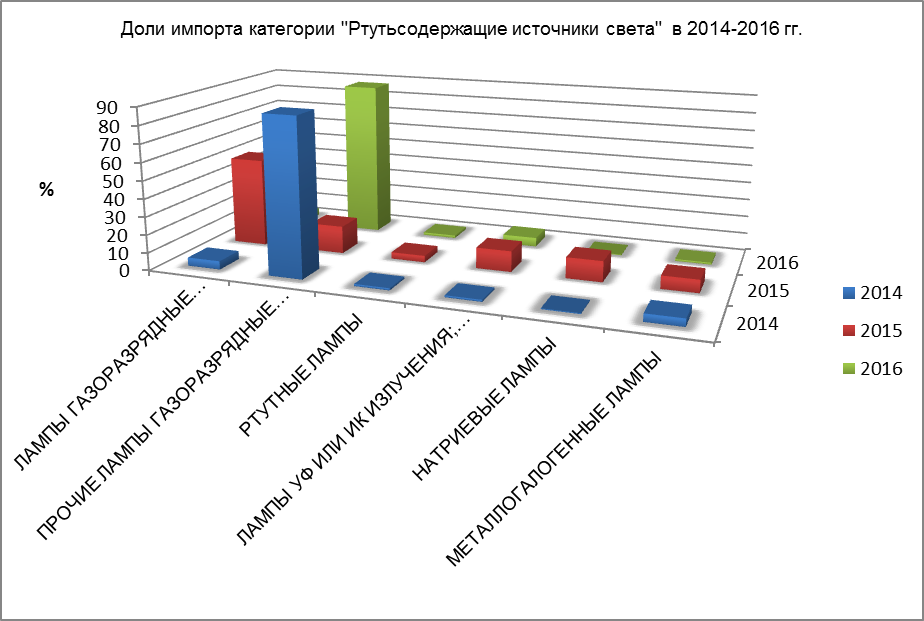 Доли импорта категории "Ртутьсодержащие источники света" в 2014-2016 гг.
90
80
70
60
50
40
30
20
10
0
%
2016
2015
2014
2014
2015
2016
ЛАМПЫ ГАЗОРАЗРЯДНЫЕ…
ПРОЧИЕ ЛАМПЫ ГАЗОРАЗРЯДНЫЕ…
РТУТНЫЕ ЛАМПЫ
ЛАМПЫ УФ ИЛИ ИК ИЗЛУЧЕНИЯ;…
НАТРИЕВЫЕ ЛАМПЫ
МЕТАЛЛОГАЛОГЕННЫЕ ЛАМПЫ